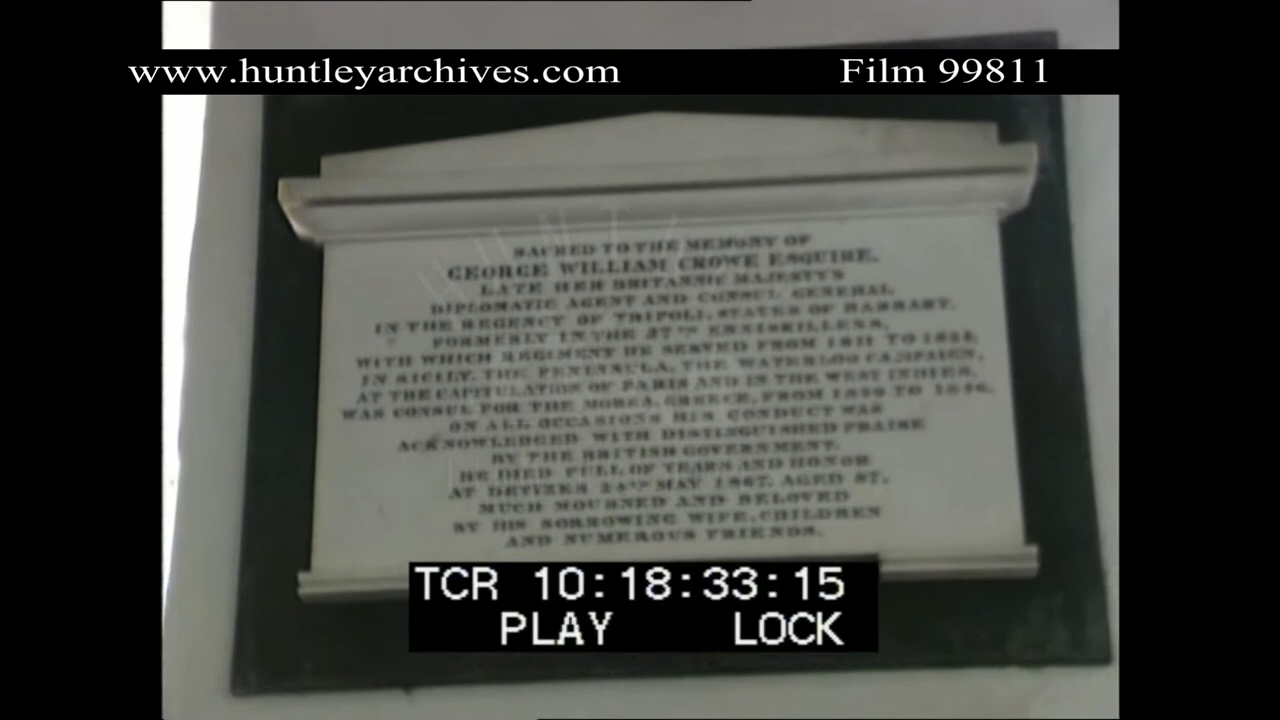 www.huntleyarchives.com Film 99811
SACRED TO THE MEMORY OF
GEORGE WILLIAM CROWE ESQUIRE,
LATE HER BRITANNIC MAJESTY'S
DIPLOMATIC AGENT AND CONSUL GENERAL
IN THE REGENCY OF TRIPOLI, STATES OF BARBARY,
FORMERLY IN THE 27TH ENNISKILLENS,
WITH WHICH REGIMENT HE SERVED FROM 1811 TO
IN SICILY, THE PENINSULA, THE WATERLOO CAMPAIGN,
AT THE CAPITULATION OF PARIS AND IN THE WEST INDIES,
WAS CONSUL FOR THE MOREA, GREECE, FROM TO
ON ALL OCCASIONS HIS CONDUCT WAS
ACKNOWLEDGED WITH DISTINGUISHED PRAISE
BY THE BRITISH GOVERNMENT.
HE DIED FULL OF YEARS AND HONOR
AT DEVIZES MAY AGED
MUCH MOURNED AND BELOVED
BY HIS SORROWING WIFE, CHILDREN
AND NUMEROUS FRIENDS.
TCR 10:18:33:15
PLAY LOCK